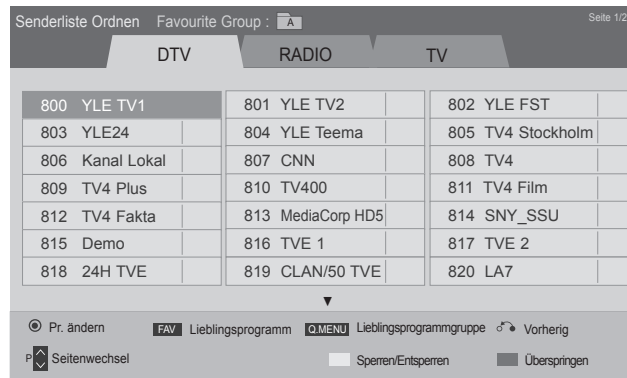 Senderliste Ordnen Favourite Group : A Seite 1/2
DTV RADIO TV
800 YLE TV1 801 YLE TV2 802 YLE FST
803 YLE24 804 YLE Teema 805 TV4 Stockholm
806 Kanal Lokal 807 CNN 808 TV4
809 TV4 Plus 810 TV400 811 TV4 Film
812 TV4 Fakta 813 MediaCorp HD5 814 SNY_SSU
815 Demo 816 TVE 1 817 TVE 2
818 24H TVE 819 CLAN/50 TVE 820 LA7
Pr. ändern FAV Lieblingsprogramm Q.MENU Lieblingsprogrammgruppe Vorherig
P Seitenwechsel Sperren/Entsperren Überspringen